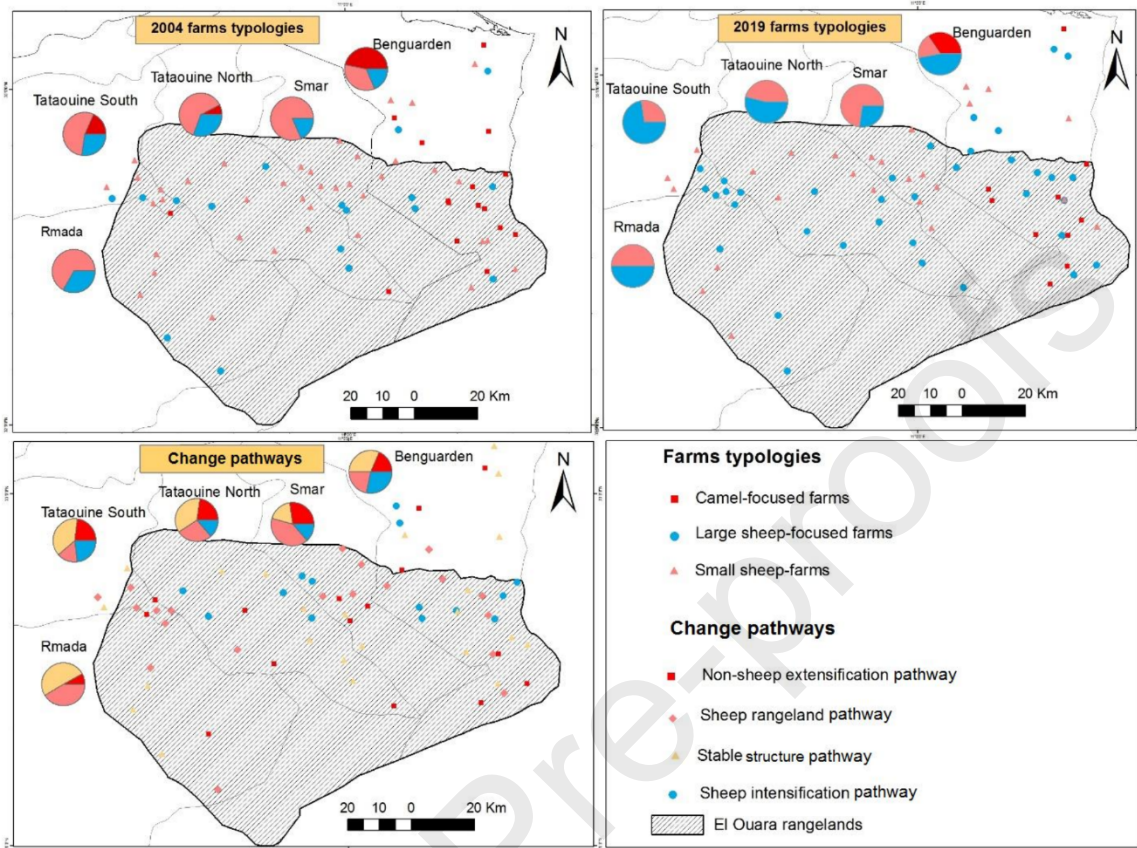 2004 farms typologies
N
Benguarden
Tataouine North
Smar
Tataouine South
Rmada
20 10 0 20 Km
2019 farms typologies
N
Benguarden
Tataouine North
Smar
Tataouine South
Rmada
20 10 0 20 Km
Change pathways
N
Benguarden
Tataouine North
Smar
Tataouine South
Rmada
20 10 0 20 Km
Farms typologies
Camel-focused farms
Large sheep-focused farms
Small sheep-farms
Change pathways
Non-sheep extensification pathway
Sheep rangeland pathway
Stable structure pathway
Sheep intensification pathway
El Ouara rangelands
Pre-proofs